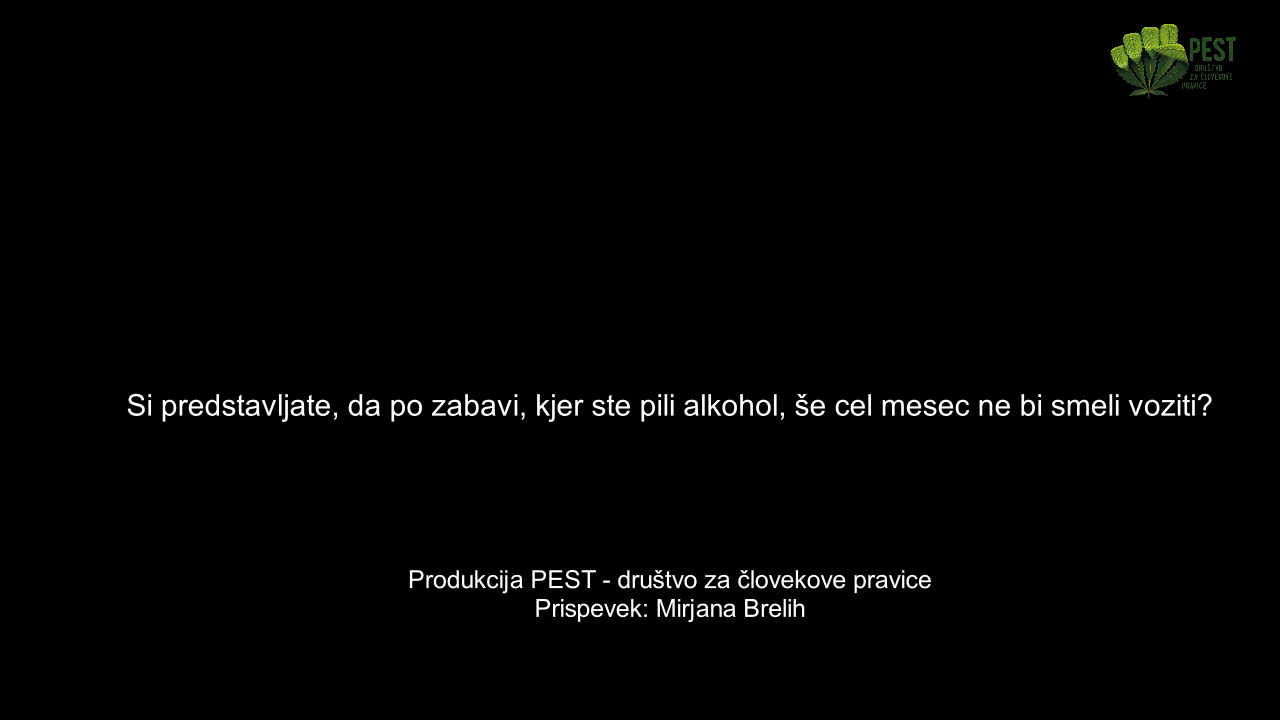 PEST
DRUŠTVO
ZA ČLOVEKOVE
PRAVICE
Si predstavljate, da po zabavi, kjer ste pili alkohol, še cel mesec ne bi smeli voziti?
Produkcija PEST - društvo za človekove pravice
Prispevek: Mirjana Brelih